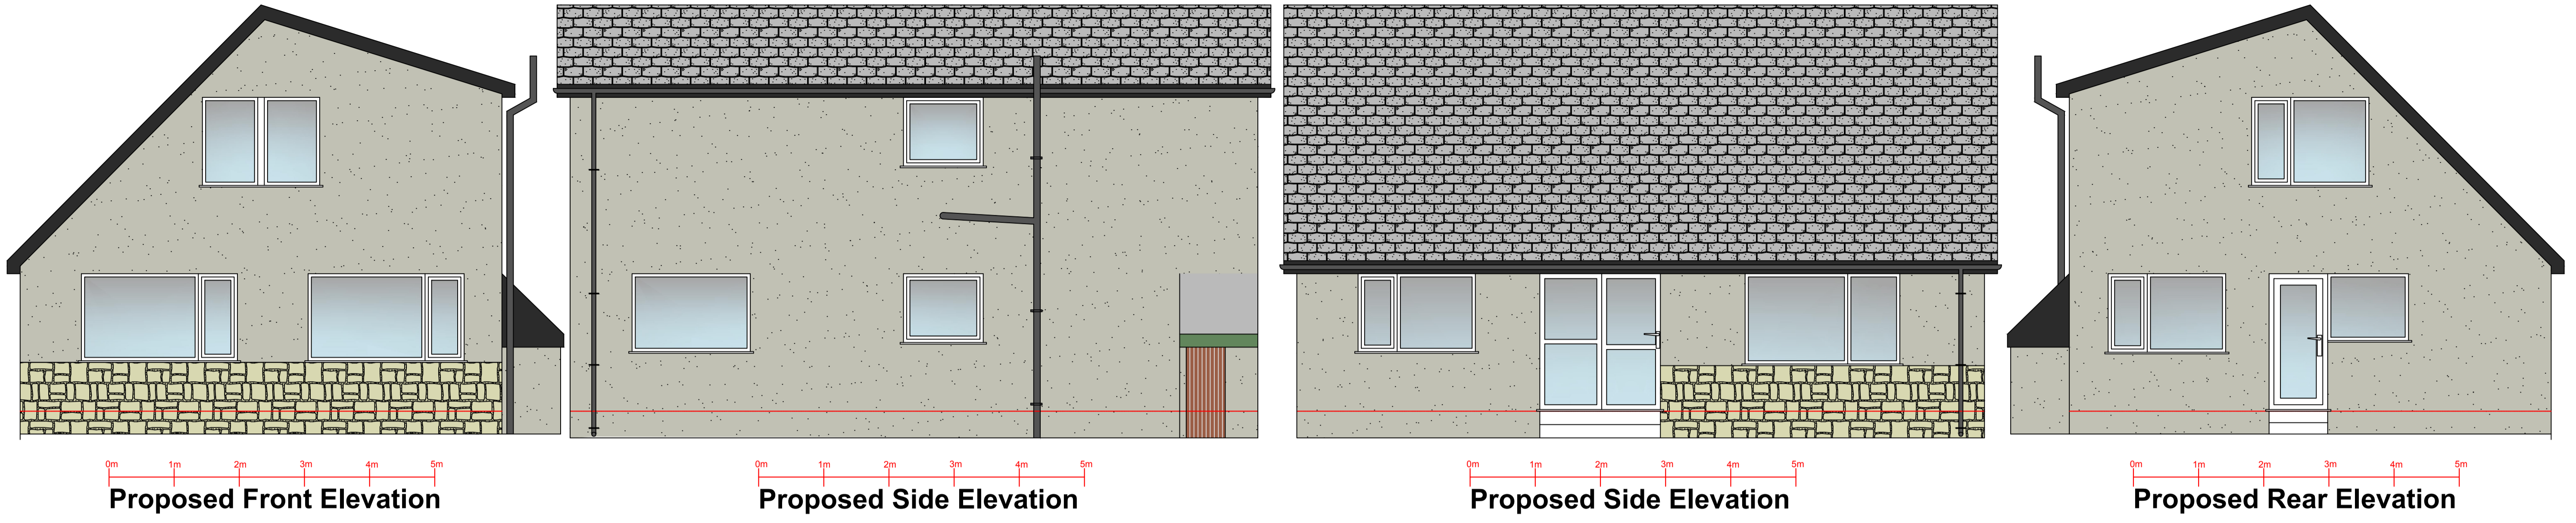 0m 1m 2m 3m 4m 5m
Proposed Front Elevation
0m 1m 2m 3m 4m 5m
Proposed Side Elevation
0m 1m 2m 3m 4m 5m
Proposed Side Elevation
0m 1m 2m 3m 4m 5m
Proposed Rear Elevation